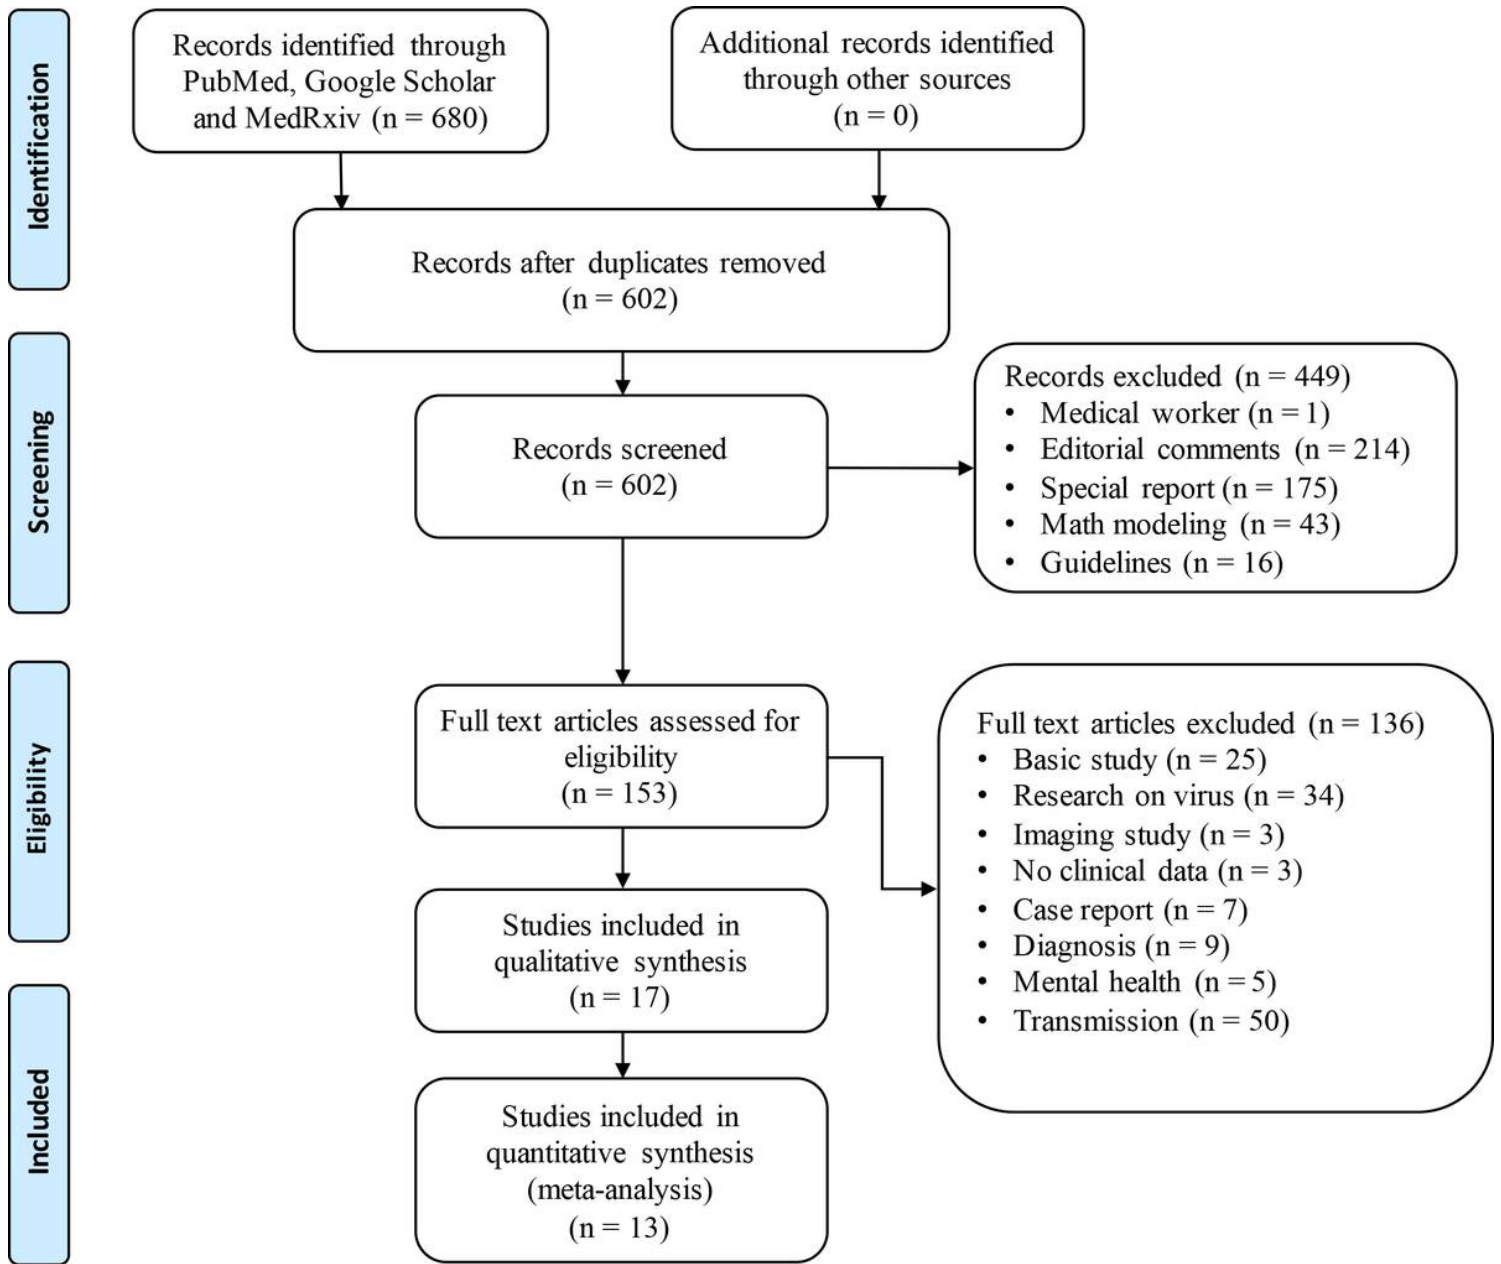 Identification
Records identified through
PubMed, Google Scholar
and MedRxiv (n = 680)
Additional records identified
through other sources
(n = 0)
Records after duplicates removed
(n = 602)
Screening
Records screened
(n = 602)
Records excluded (n = 449)
• Medical worker (n = 1)
• Editorial comments (n = 214)
• Special report (n = 175)
• Math modeling (n = 43)
• Guidelines (n = 16)
Eligibility
Full text articles assessed for
eligibility
(n = 153)
Full text articles excluded (n = 136)
• Basic study (n = 25)
• Research on virus (n = 34)
• Imaging study (n = 3)
• No clinical data (n = 3)
• Case report (n = 7)
• Diagnosis (n = 9)
• Mental health (n = 5)
• Transmission (n = 50)
Studies included in
qualitative synthesis
(n = 17)
Included
Studies included in
quantitative synthesis
(meta-analysis)
(n = 13)